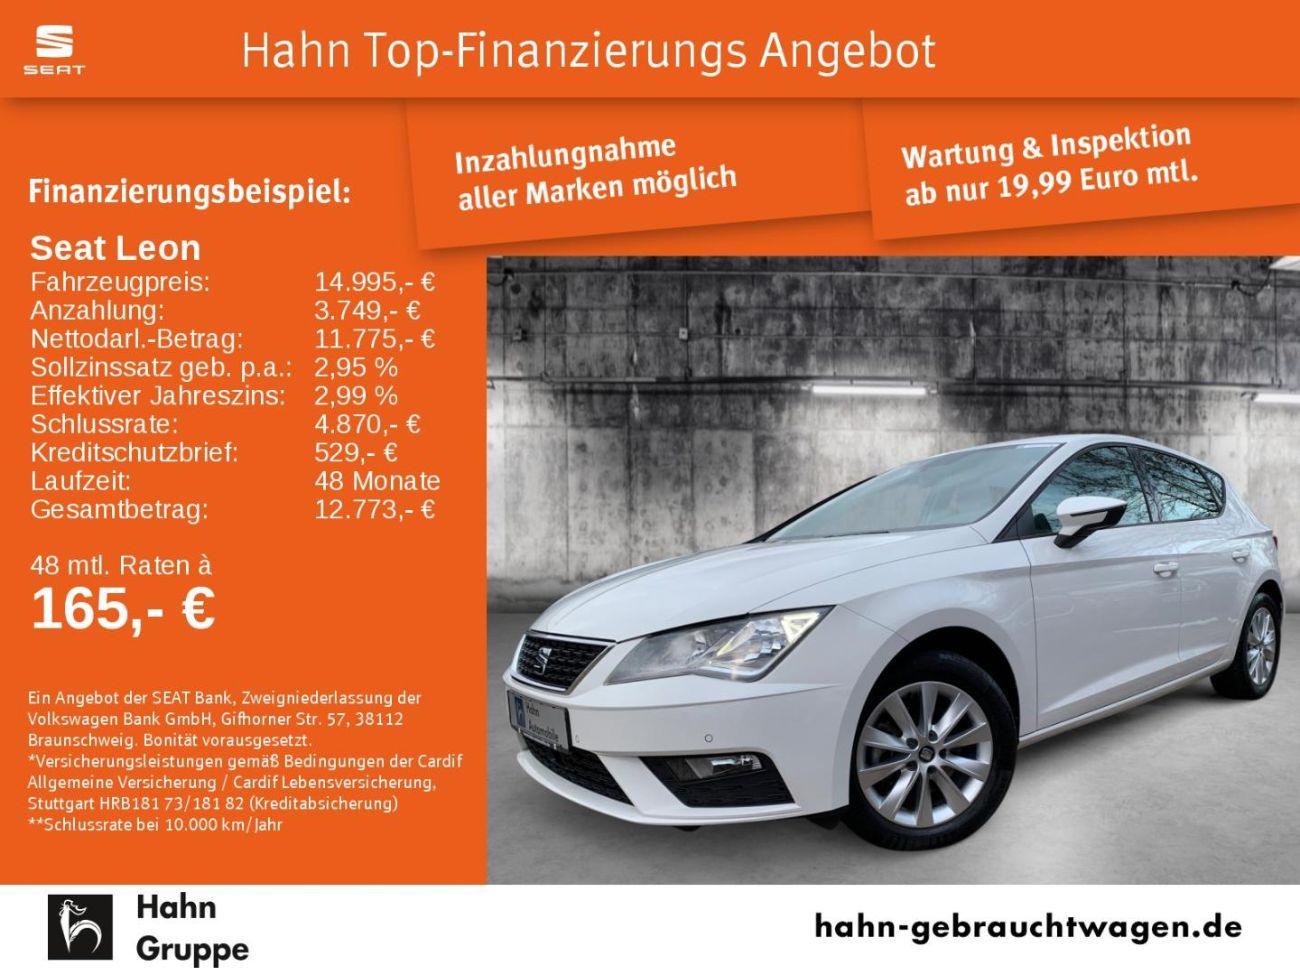 SEAT
Hahn Top-Finanzierungs Angebot
Inzahlungnahme
aller Marken möglich
Wartung & Inspektion
ab nur 19,99 Euro mtl.
Finanzierungsbeispiel:
Seat Leon
Fahrzeugpreis: 14.995,- €
Anzahlung: 3.749,- €
Nettodarl.-Betrag: 11.775,- €
Sollzinssatz geb. p.a.: 2,95 %
Effektiver Jahreszins: 2,99 %
Schlussrate: 4.870,- €
Kreditschutzbrief: 529,- €
Laufzeit: 48 Monate
Gesamtbetrag: 12.773,- €
48 mtl. Raten à
165,- €
Ein Angebot der SEAT Bank, Zweigniederlassung der
Volkswagen Bank GmbH, Gifhorner Str. 57, 38112
Braunschweig. Bonität vorausgesetzt.
*Versicherungsleistungen gemäß Bedingungen der Cardif
Allgemeine Versicherung / Cardif Lebensversicherung,
Stuttgart HRB181 73/181 82 (Kreditabsicherung)
**Schlussrate bei 10.000 km/Jahr
Hahn
Automobile
Hahn
Gruppe
hahn-gebrauchtwagen.de